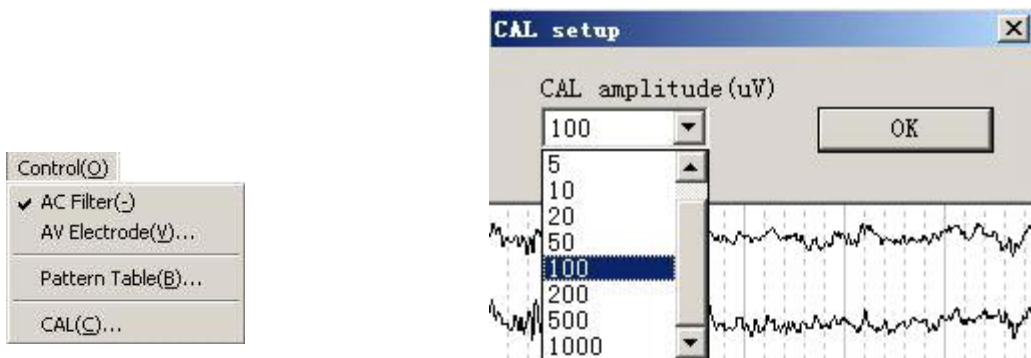 Control(O)
AC Filter(-)
AV Electrode(V)...
Pattern Table(B)...
CAL(C)...
CAL setup
CAL amplitude(uV)
100
OK
5
10
20
50
100
200
500
1000